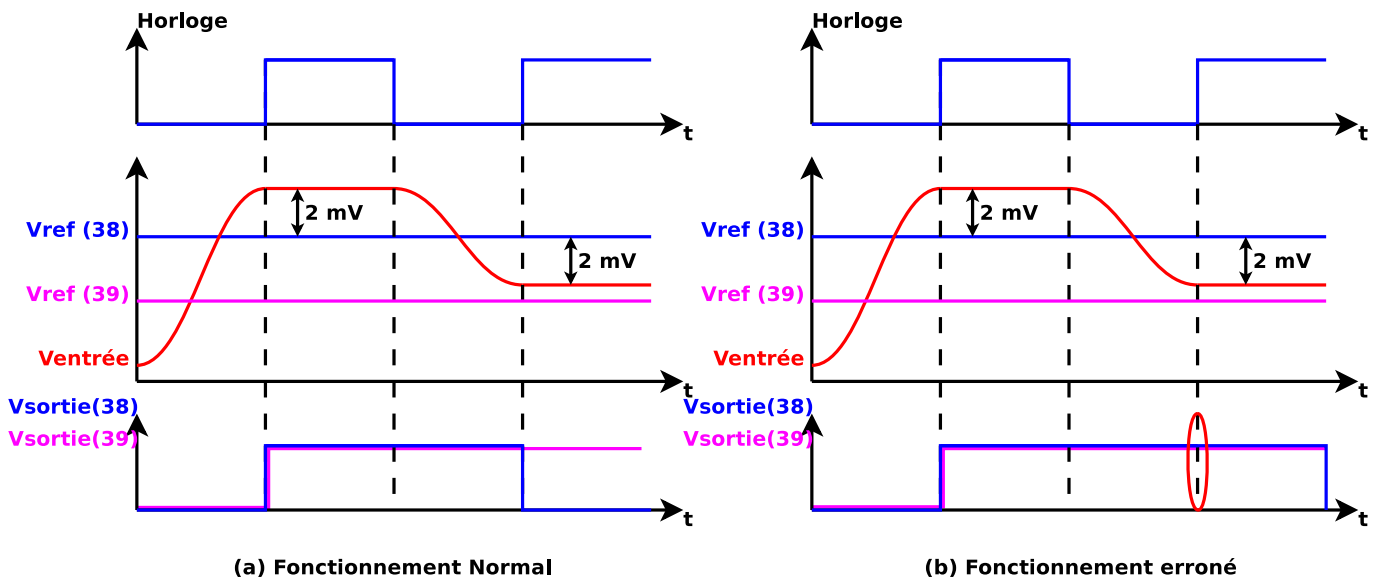 Horloge
t
2 mV
Vref (38)
2 mV
Vref (39)
Ventrée
t
Vsortie(38)
Vsortie(39)
t
(a) Fonctionnement Normal
Horloge
t
2 mV
Vref (38)
2 mV
Vref (39)
Ventrée
t
Vsortie(38)
Vsortie(39)
t
(b) Fonctionnement erroné